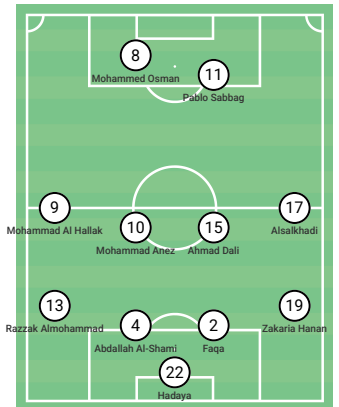 8
Mohammed Osman
11
Pablo Sabbag
9
Mohammad Al Hallak
17
Alsalkhadi
10
Mohammad Anez
15
Ahmad Dali
13
Razzak Almohammad
19
Zakaria Hanan
4
Abdallah Al-Shami
2
Faqa
22
Hadaya